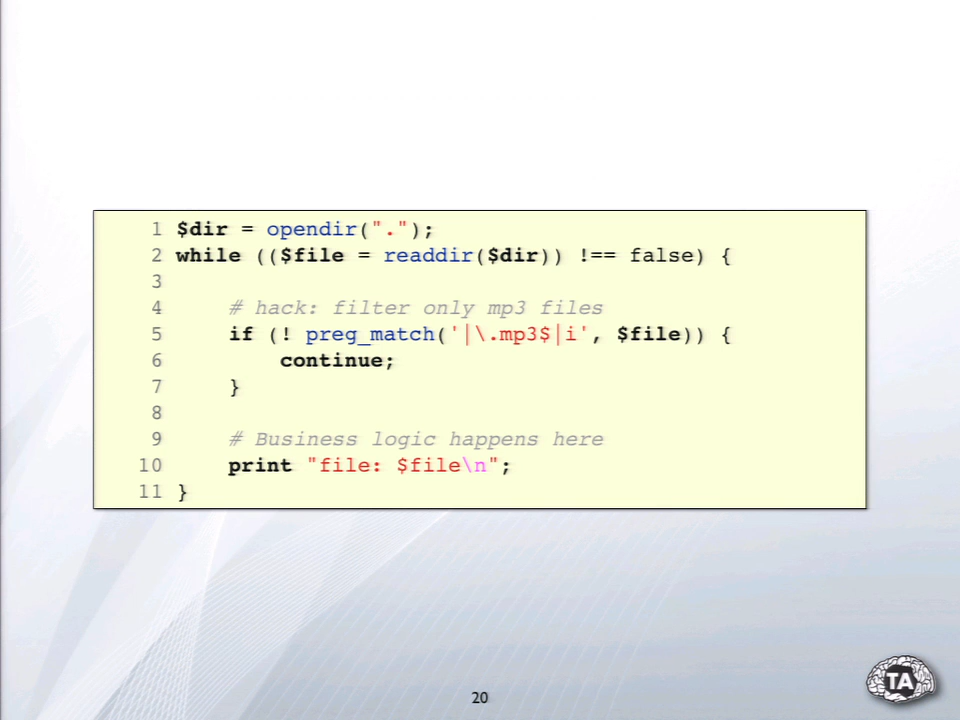 1 $dir = opendir(".");
2 while (($file = readdir($dir)) !== false) {
3
4     # hack: filter only mp3 files
5     if (! preg_match('|\.mp3$|i', $file)) {
6         continue;
7     }
8
9     # Business logic happens here
10     print "file: $file\n";
11 }
20
TA